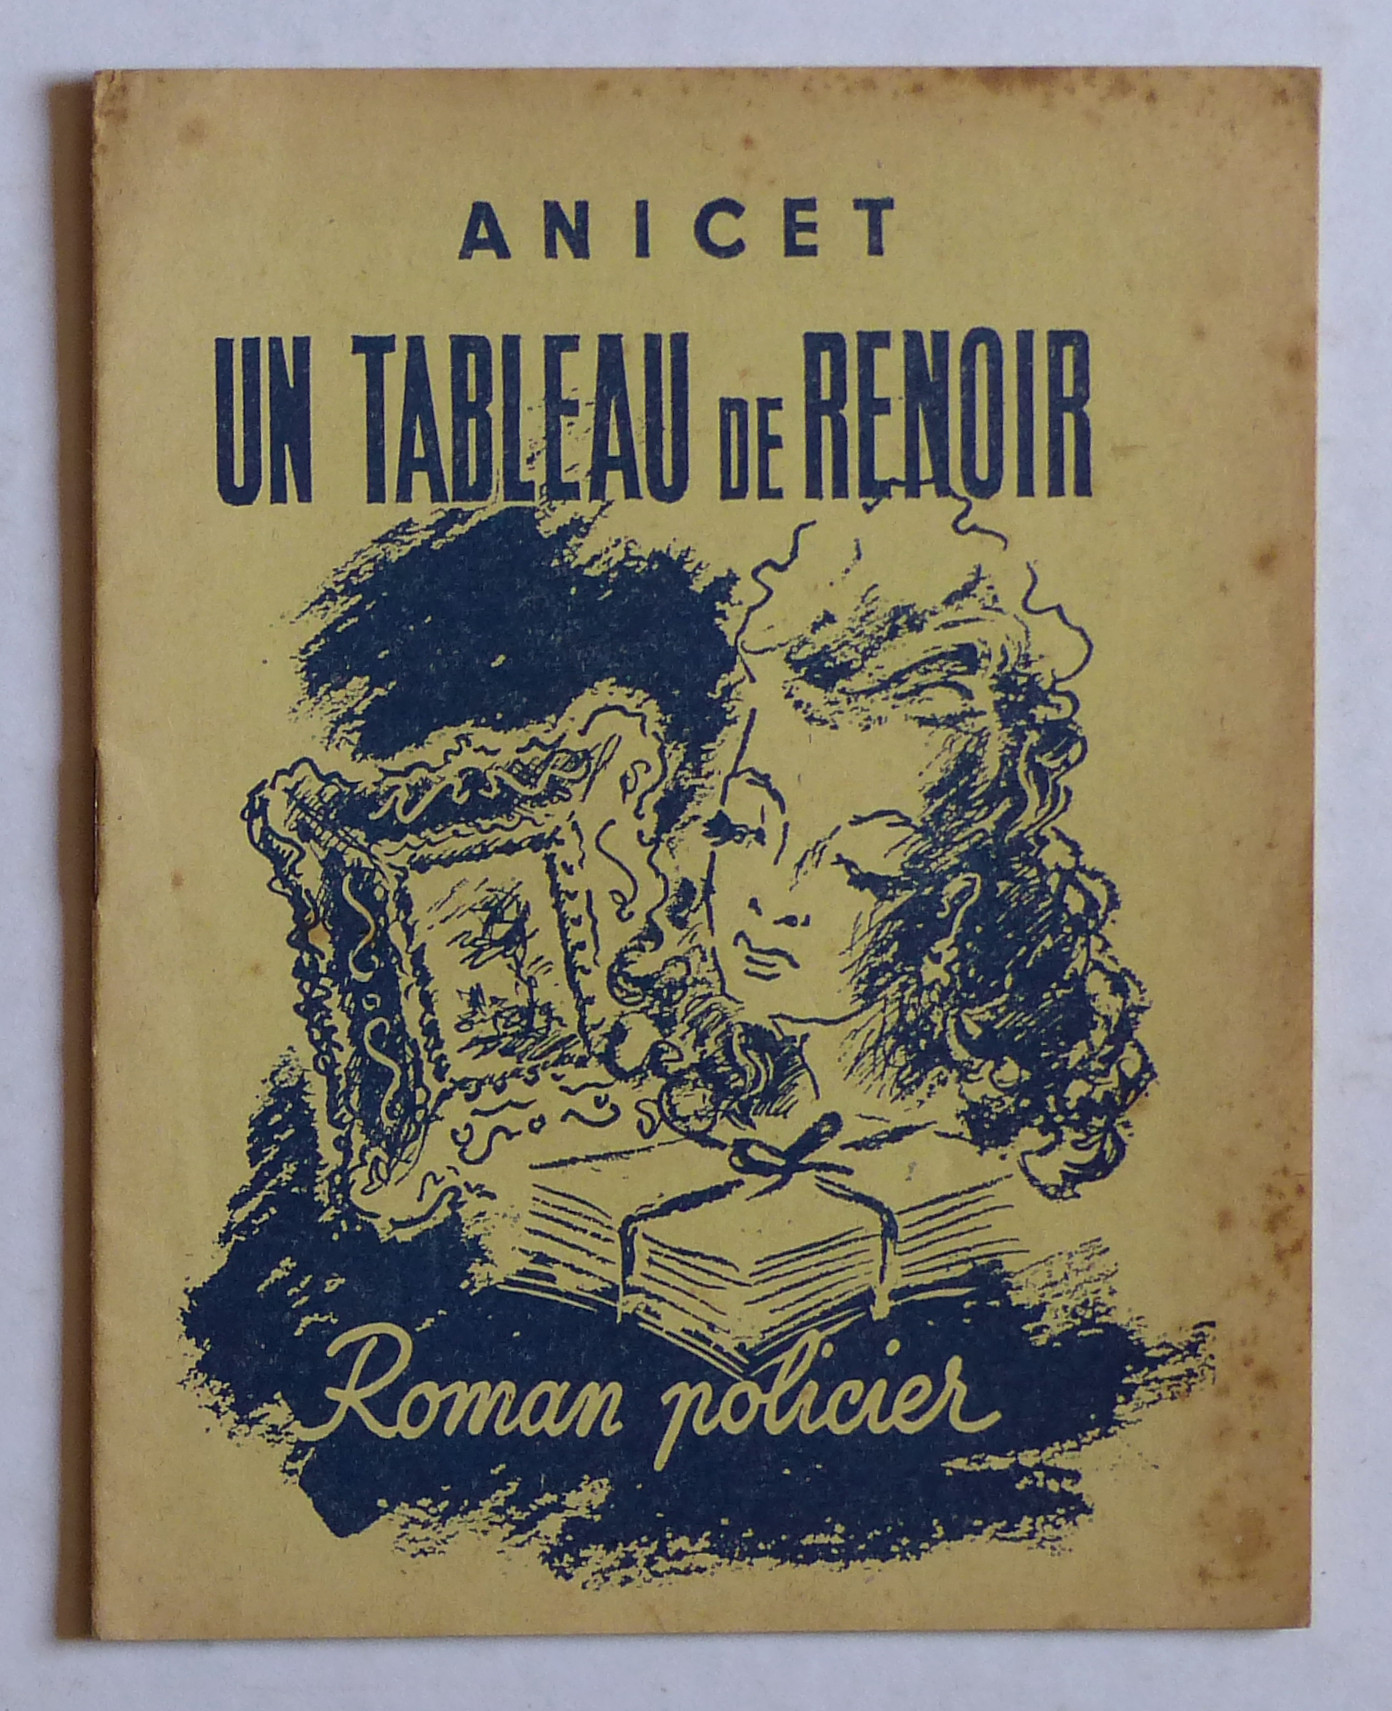 ANICET
UN TABLEAU DE RENOIR
Roman policier